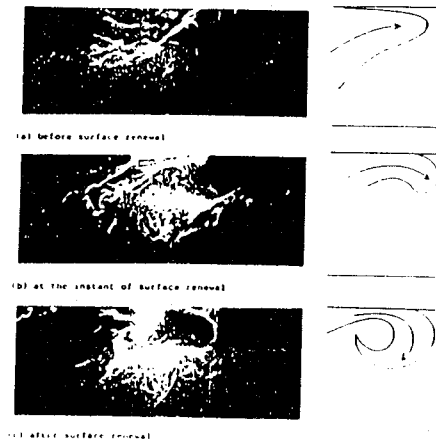 (a) before surface renewal
(b) at the instant of surface renewal
(c) after surface renewal